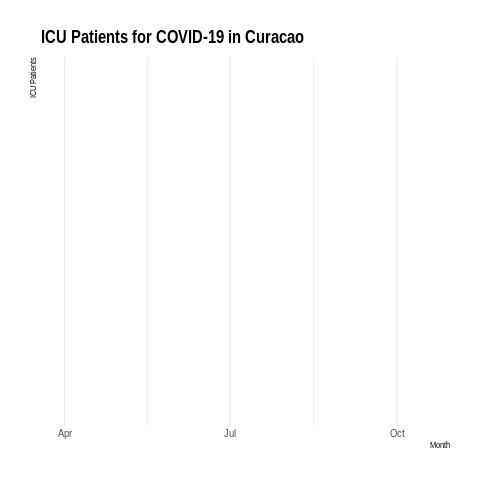 ICU Patients for COVID-19 in Curacao
ICU Patients
Apr
Jul
Oct
Month